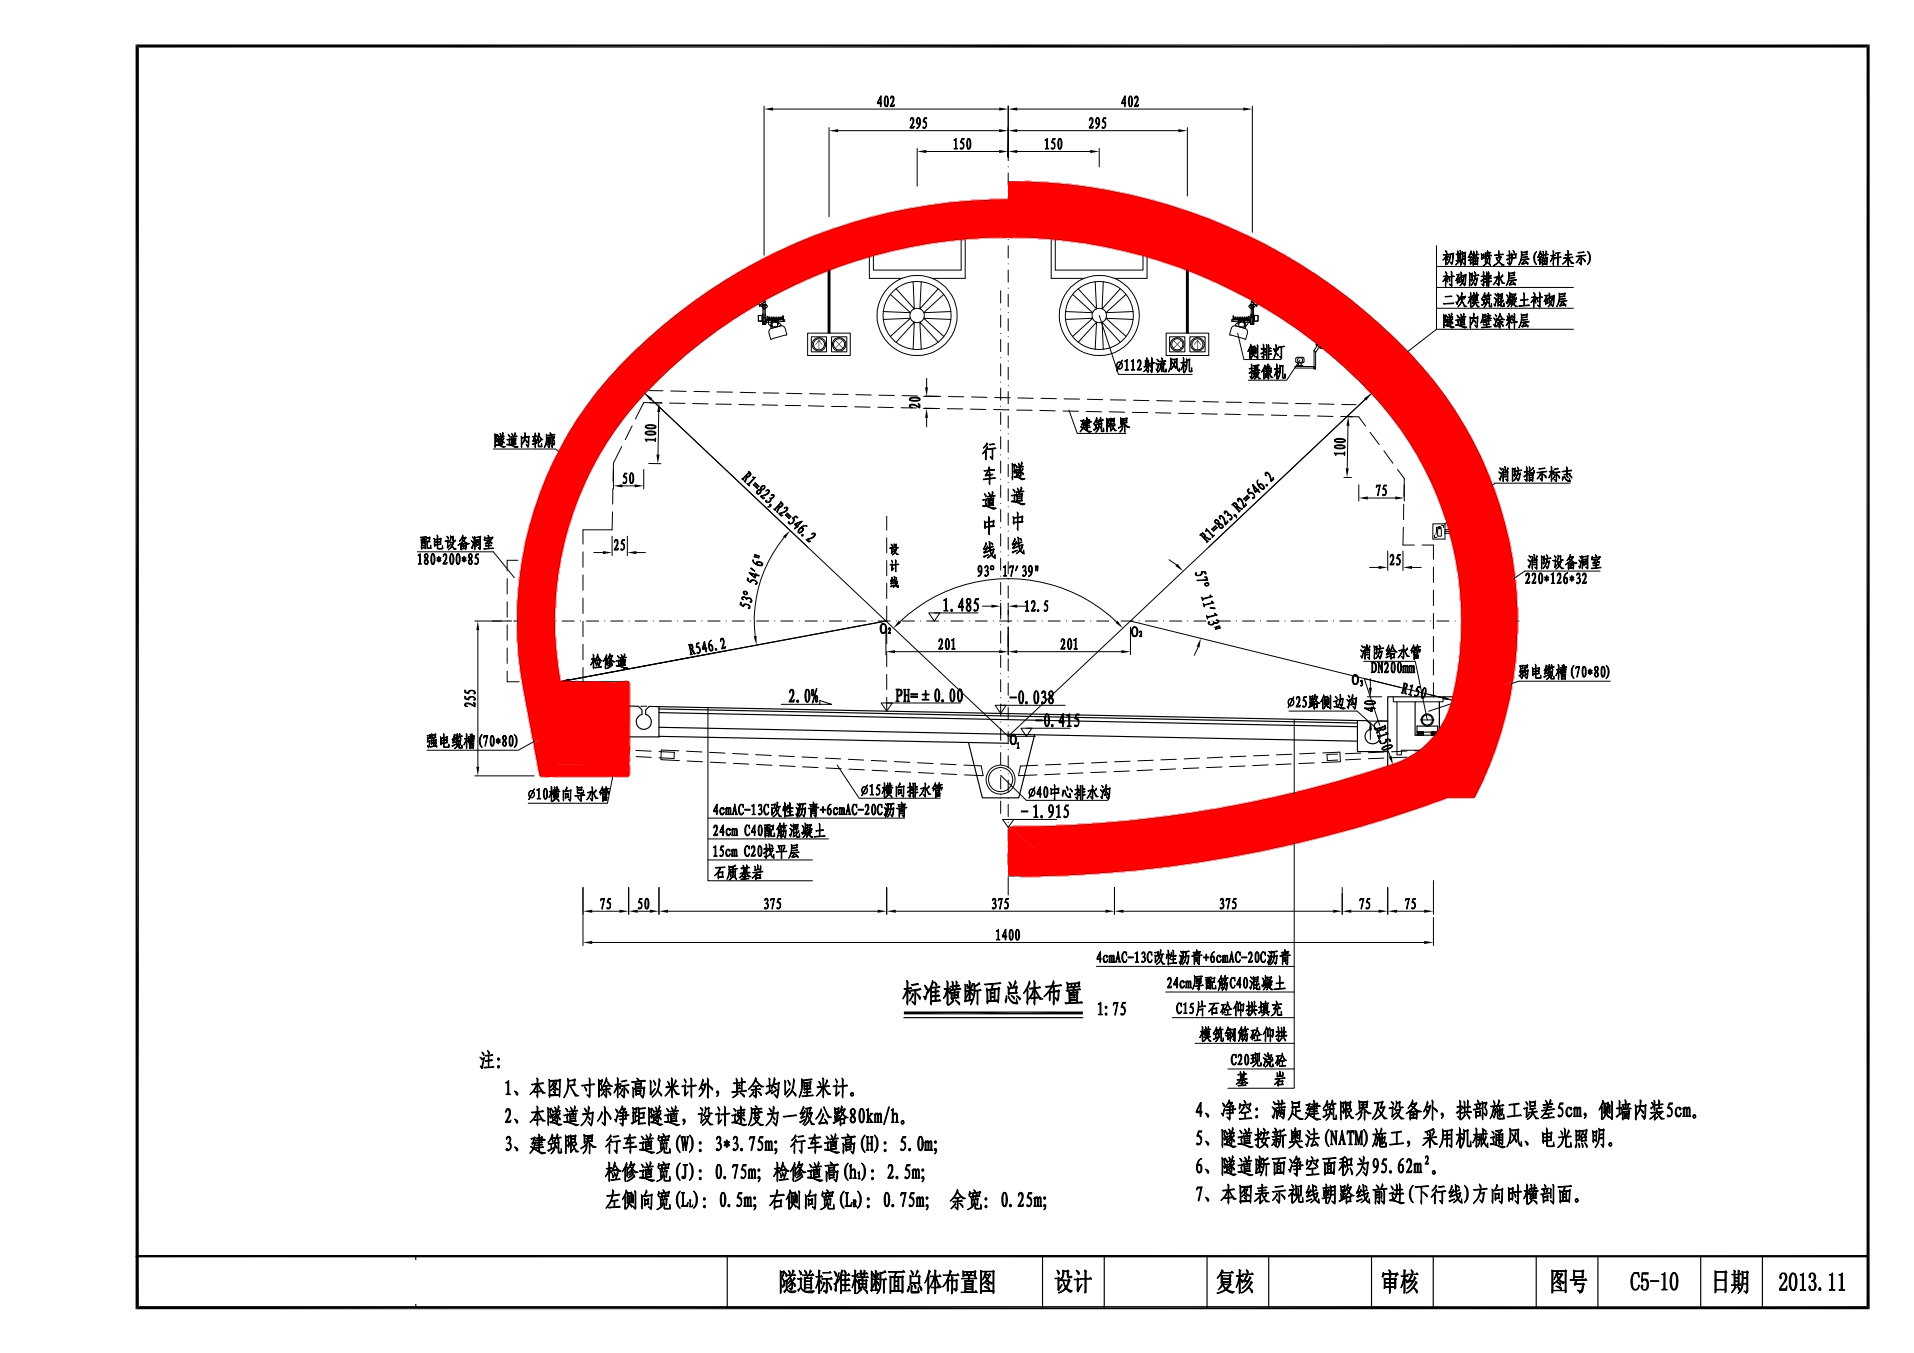 402
402
295
295
150
150
初期锚喷支护层(锚杆未示)
衬砌防排水层
二次模筑混凝土衬砌层
隧道内壁涂料层
侧排灯
摄像机
Ø112射流风机
20
建筑限界
隧道内轮廓
100
100
50
75
行车道中线
隧道中线
R1=823,R2=546.2
R1=823,R2=546.2
消防指示标志
配电设备洞室
180*200*85
25
25
设计线
消防设备洞室
220*126*32
53° 54'6"
93° 17'39"
57° 11'13"
1.485
12.5
O₂
O₂
201
201
检修道
R546.2
消防给水管
DN200mm
弱电缆槽(70*80)
O₃
R150
255
2.0%
PH=±0.00
-0.038
Ø25路侧边沟
40
-0.415
O₁
R150
强电缆槽(70*80)
Ø10横向导水管
Ø15横向排水管
Ø40中心排水沟
-1.915
4cmAC-13C改性沥青+6cmAC-20C沥青
24cm C40配筋混凝土
15cm C20找平层
石质基岩
75
50
375
375
375
75
75
1400
4cmAC-13C改性沥青+6cmAC-20C沥青
24cm厚配筋C40混凝土
C15片石砼仰拱填充
模筑钢筋砼仰拱
C20现浇砼
基 岩
标准横断面总体布置
1:75
注:
1、本图尺寸除标高以米计外，其余均以厘米计。
2、本隧道为小净距隧道，设计速度为一级公路80km/h。
3、建筑限界 行车道宽(W): 3*3.75m; 行车道高(H): 5.0m;
检修道宽(J): 0.75m; 检修道高(h₁): 2.5m;
左侧向宽(Lʟ): 0.5m; 右侧向宽(Lʀ): 0.75m; 余宽: 0.25m;
4、净空: 满足建筑限界及设备外，拱部施工误差5cm，侧墙内装5cm。
5、隧道按新奥法(NATM)施工，采用机械通风、电光照明。
6、隧道断面净空面积为95.62m²。
7、本图表示视线朝路线前进(下行线)方向时横剖面。
隧道标准横断面总体布置图
设计
复核
审核
图号
C5-10
日期
2013.11